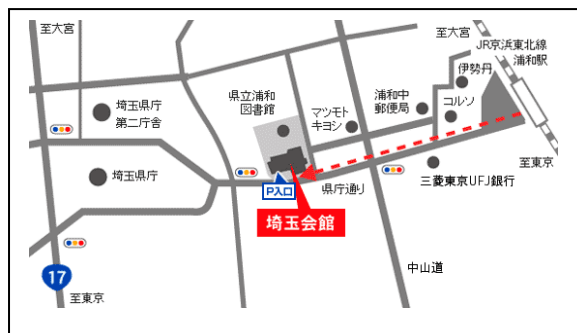 至大宮
至大宮
JR京浜東北線
浦和駅
伊勢丹
県立浦和
図書館
マツモト
キヨシ
浦和中
郵便局
コルソ
埼玉県庁
第二庁舎
埼玉県庁
至東京
三菱東京UFJ銀行
P入口
県庁通り
埼玉会館
17
中山道
至東京